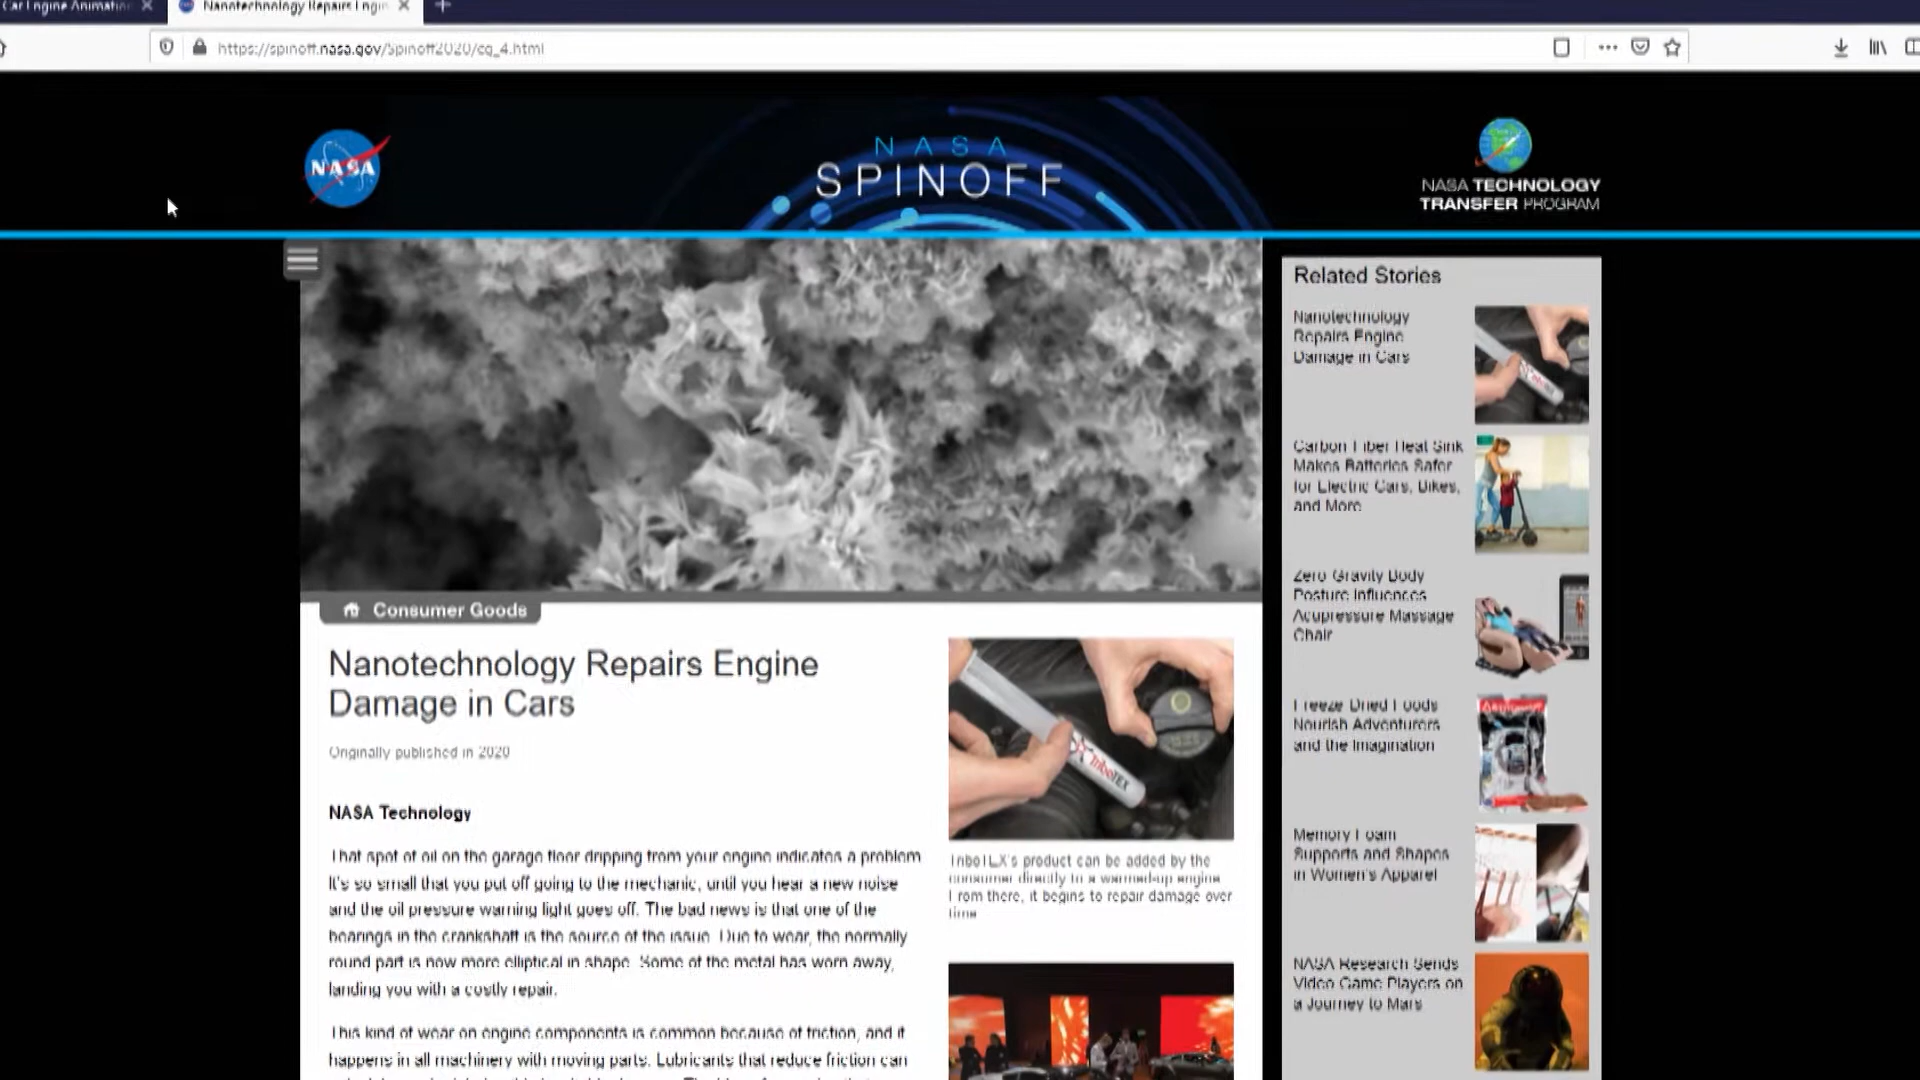 Car Engine Animation
Nanotechnology Repairs Engin
https://spinoff.nasa.gov/Spinoff2020/cg_4.html
NASA
NASA
SPINOFF
NASA TECHNOLOGY
TRANSFER PROGRAM
Consumer Goods
Nanotechnology Repairs Engine
Damage in Cars
Originally published in 2020
NASA Technology
That spot of oil on the garage floor dripping from your engine indicates a problem
It's so small that you put off going to the mechanic, until you hear a new noise
and the oil pressure warning light goes off. The bad news is that one of the
bearings in the crankshaft is the source of the issue. Due to wear, the normally
round part is now more elliptical in shape. Some of the metal has worn away,
landing you with a costly repair.
This kind of wear on engine components is common because of friction, and it
happens in all machinery with moving parts. Lubricants that reduce friction can
TriboTEX
TriboTEX's product can be added by the
consumer directly to a warmed-up engine
From there, it begins to repair damage over
time
Related Stories
Nanotechnology
Repairs Engine
Damage in Cars
Carbon Fiber Heat Sink
Makes Batteries Safer
for Electric Cars, Bikes,
and More
Zero Gravity Body
Posture Influences
Acupressure Massage
Chair
Freeze Dried Foods
Nourish Adventurers
and the Imagination
Memory Foam
Supports and Shapes
in Women's Apparel
NASA Research Sends
Video Game Players on
a Journey to Mars